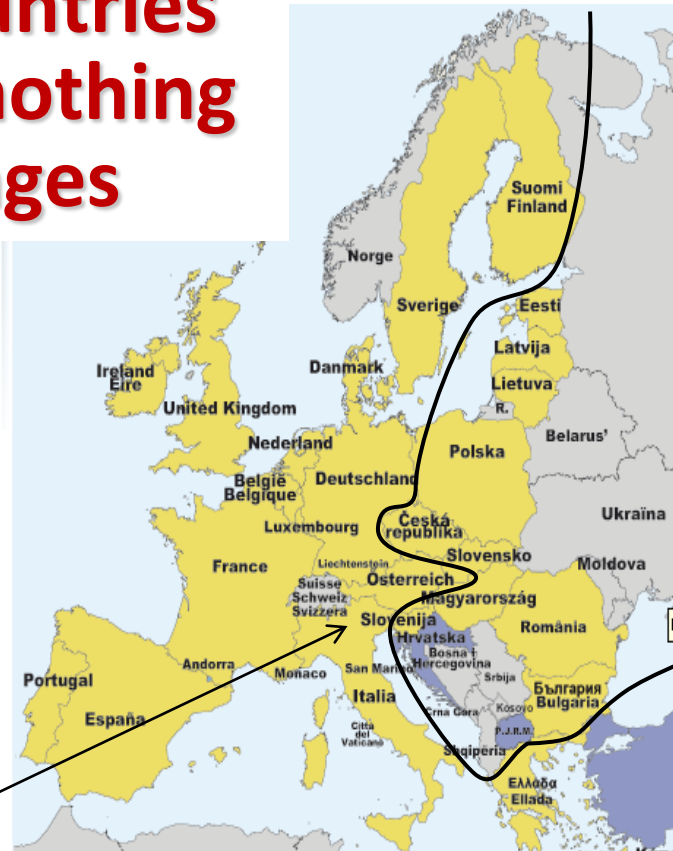 untries
nothing
ges
Suomi
Finland
Norge
Sverige
Eesti
Latvija
Lietuva
R.
Danmark
Ireland
Éire
United Kingdom
Nederland
België
Belgique
Deutschland
Polska
Belarus'
Ukraïna
Luxembourg
Česká
republika
Slovensko
Moldova
France
Liechtenstein
Suisse
Schweiz
Svizzera
Österreich
Magyarország
Slovenija
Hrvatska
România
Bosna i
Hercegovina
Srbija
Andorra
Monaco
San Marino
Portugal
España
Italia
Città
del
Vaticano
Crna Gora
Kosovo
България
Bulgaria
P.J.R.M.
Shqipëria
Ελλάδα
Ellada